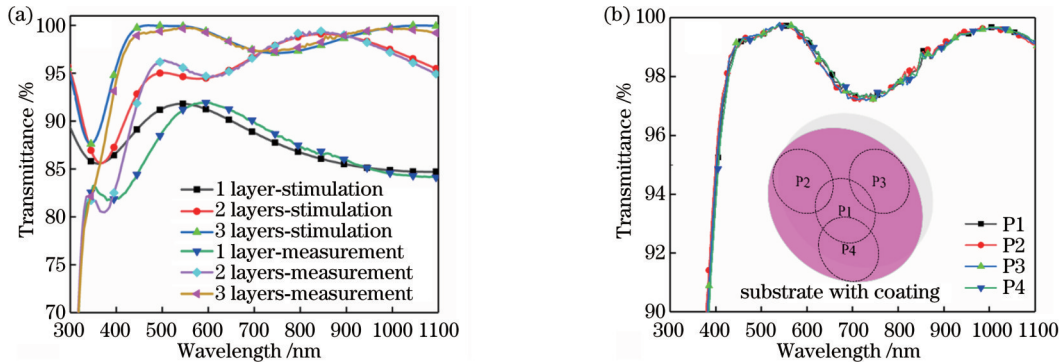 (a)
Transmittance /%
100
95
90
85
80
75
70
1 layer-stimulation
2 layers-stimulation
3 layers-stimulation
1 layer-measurement
2 layers-measurement
3 layers-measurement
300 400 500 600 700 800 900 1000 1100
Wavelength /nm
(b)
Transmittance /%
100
98
96
94
92
90
P2
P3
P1
P4
substrate with coating
P1
P2
P3
P4
300 400 500 600 700 800 900 1000 1100
Wavelength /nm